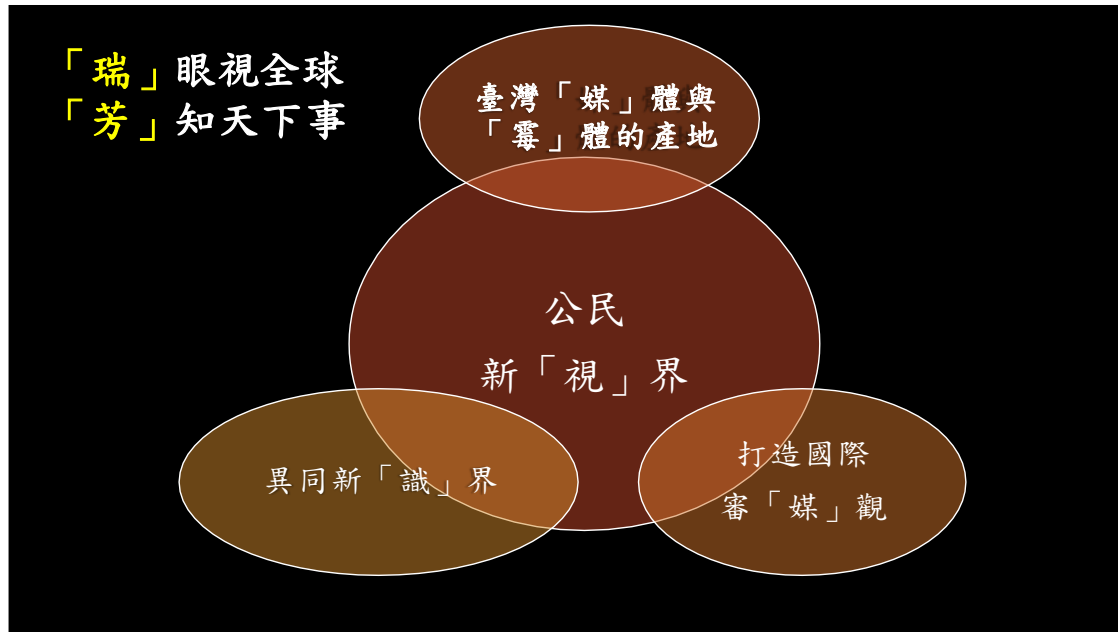 「瑞」眼視全球
「芳」知天下事
臺灣「媒」體與
「霉」體的產地
公民
新「視」界
異同新「識」界
打造國際
審「媒」觀